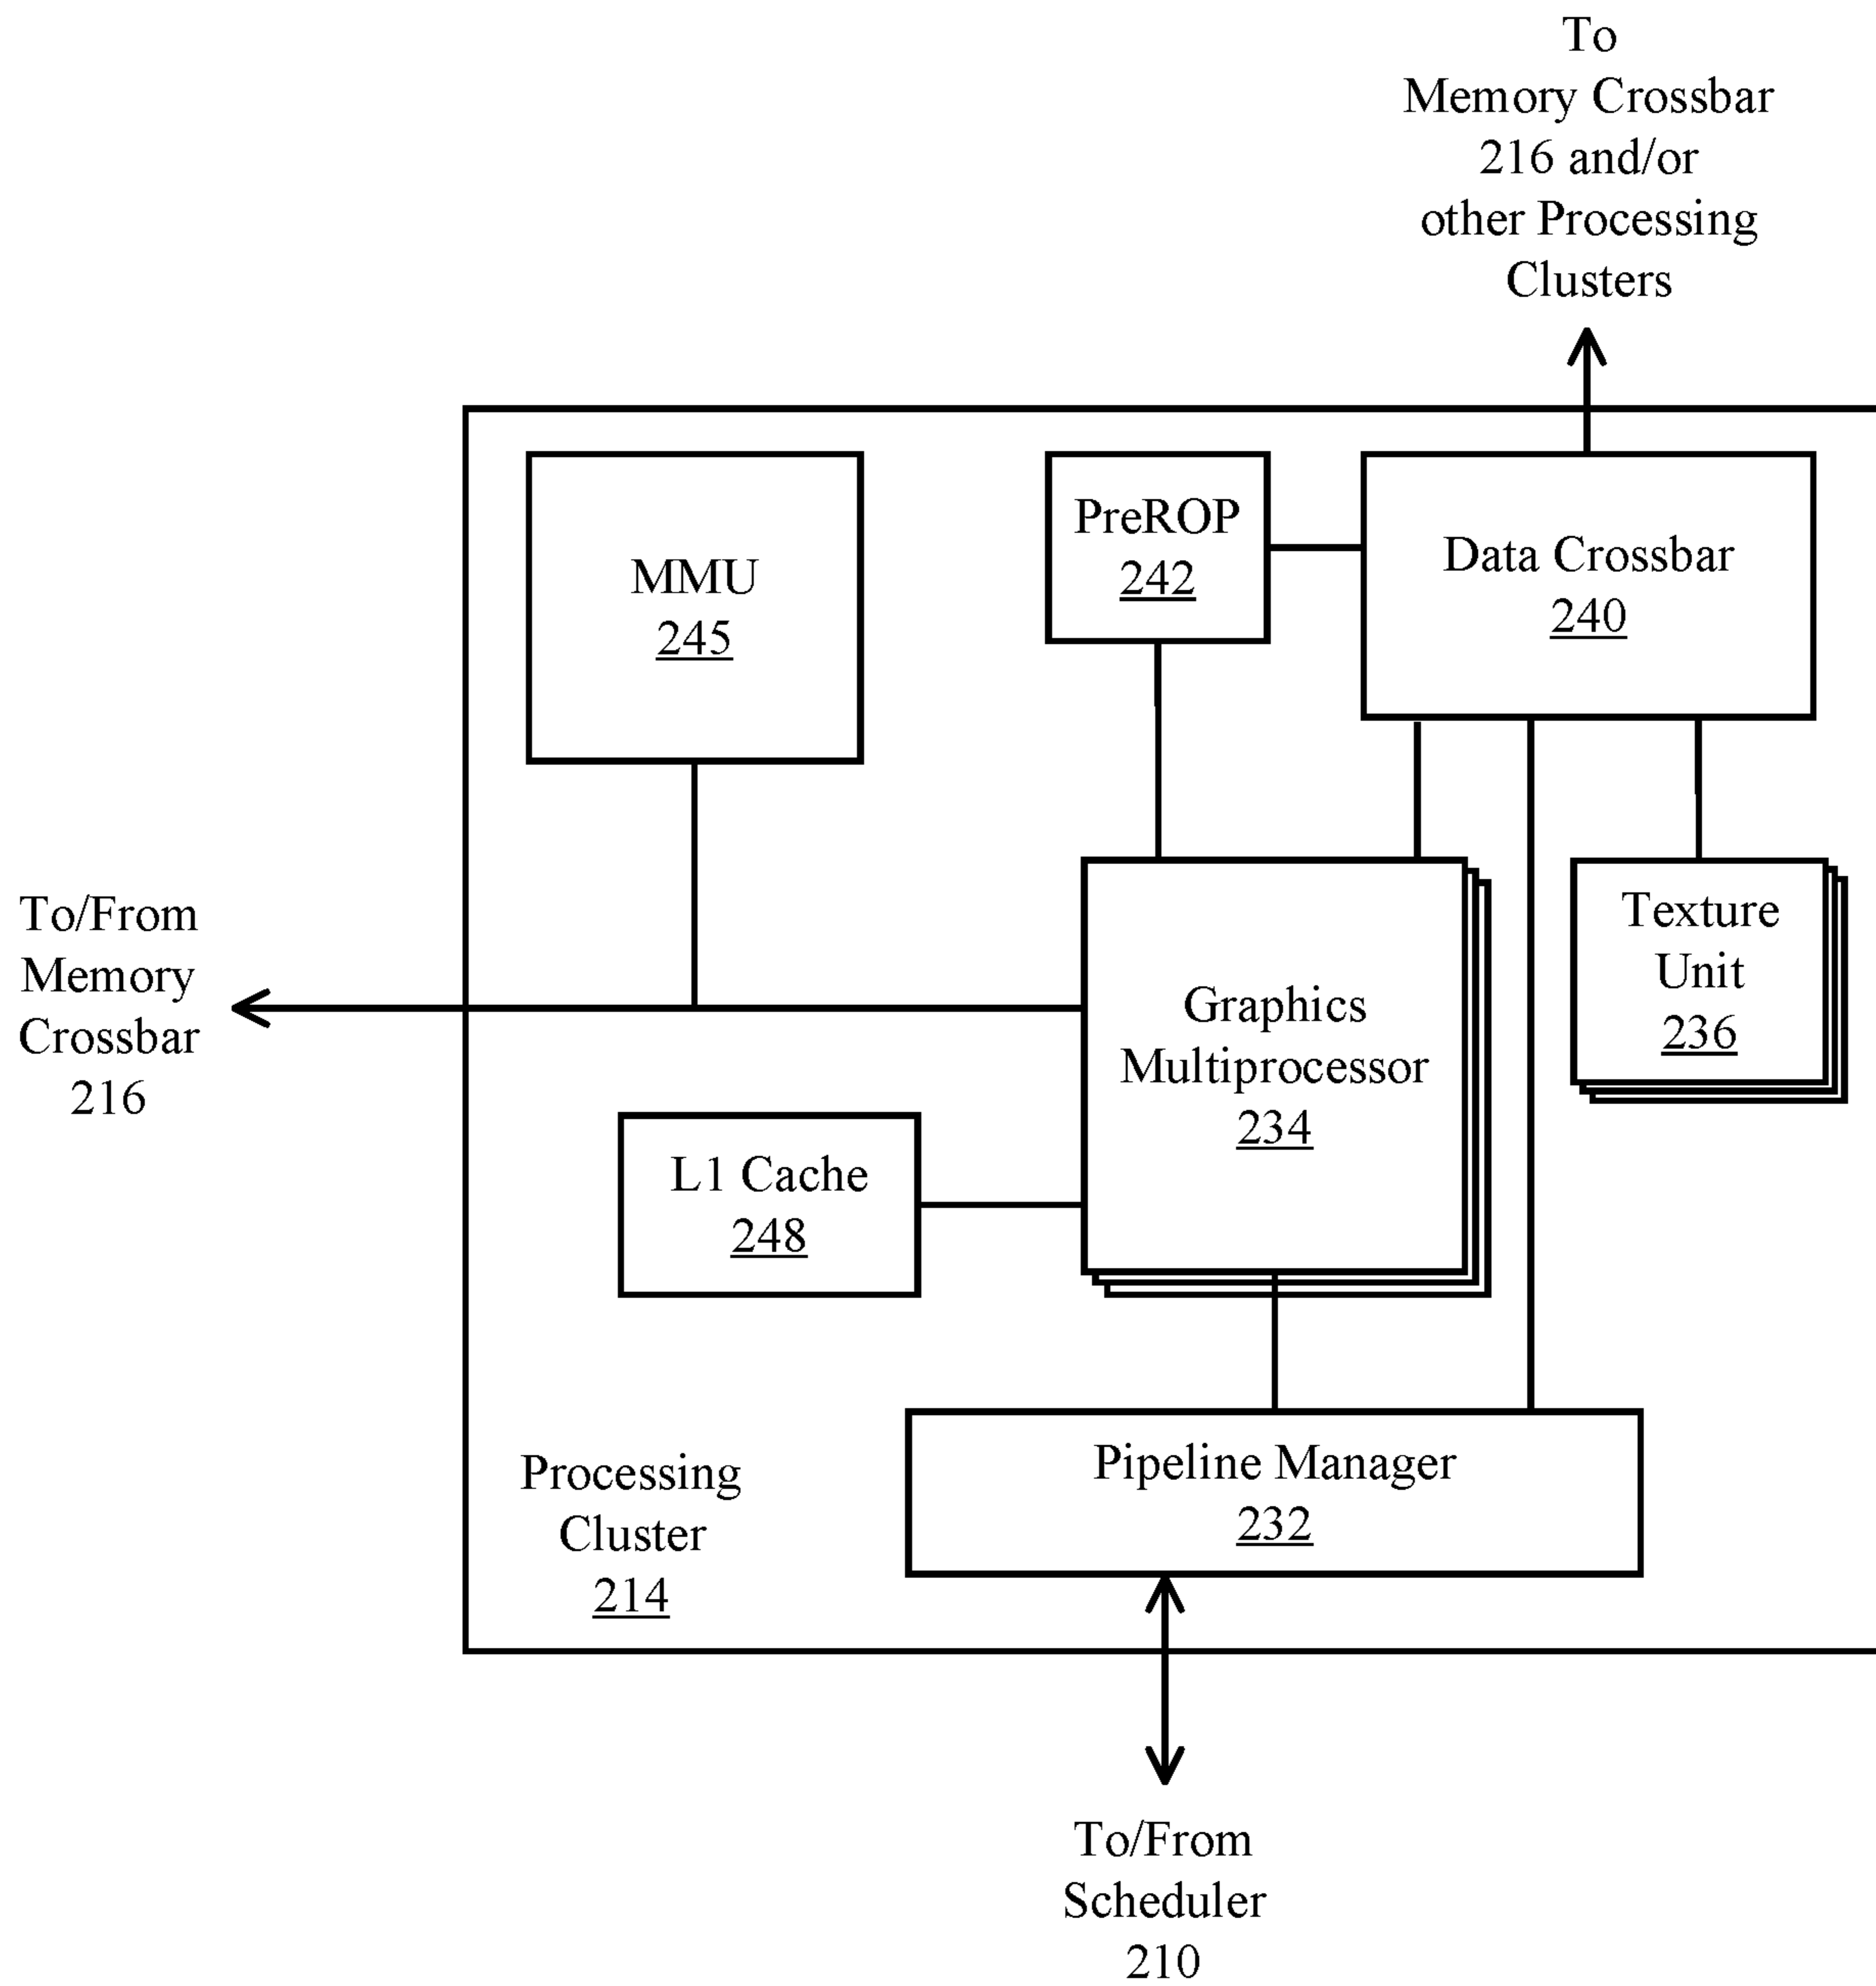 To
Memory Crossbar
216 and/or
other Processing
Clusters
MMU
245
PreROP
242
Data Crossbar
240
To/From
Memory
Crossbar
216
Graphics
Multiprocessor
234
Texture
Unit
236
L1 Cache
248
Processing
Cluster
214
Pipeline Manager
232
To/From
Scheduler
210